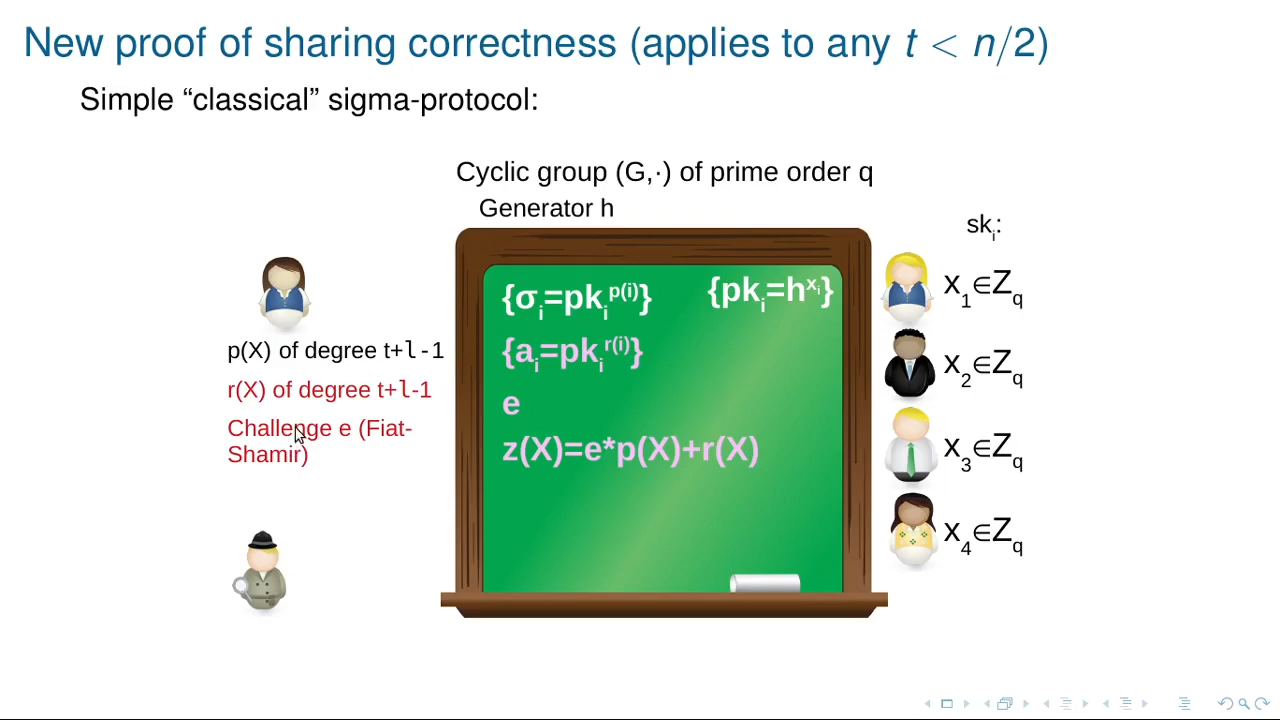 New proof of sharing correctness (applies to any t < n/2)
Simple “classical” sigma-protocol:
Cyclic group (G,·) of prime order q
Generator h
sk_i:
{σ_i=pk_i^p(i)} {pk_i=h^x_i}
{a_i=pk_i^r(i)}
e
z(X)=e*p(X)+r(X)
p(X) of degree t+l-1
r(X) of degree t+l-1
Challenge e (Fiat-
Shamir)
x_1∈Z_q
x_2∈Z_q
x_3∈Z_q
x_4∈Z_q